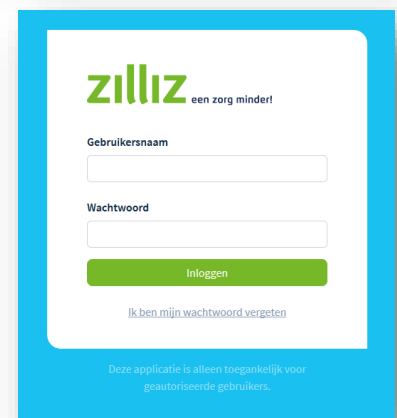 zilliz een zorg minder!
Gebruikersnaam
Wachtwoord
Inloggen
Ik ben mijn wachtwoord vergeten
Deze applicatie is alleen toegankelijk voor
geautoriseerde gebruikers.